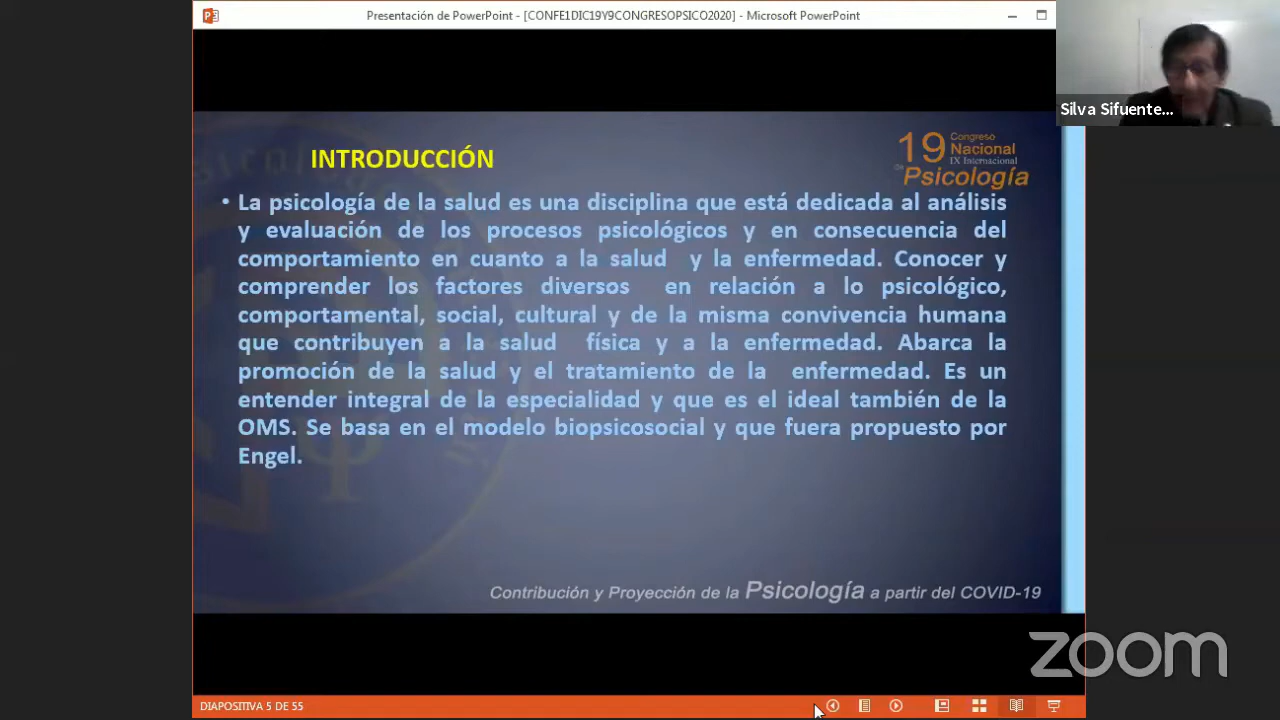 Presentación de PowerPoint - [CONFE1DIC19Y9CONGRESOPSICO2020] - Microsoft PowerPoint
Silva Sifuente...
19 Congreso
Nacional
IX Internacional
de Psicología
INTRODUCCIÓN
• La psicología de la salud es una disciplina que está dedicada al análisis
y evaluación de los procesos psicológicos y en consecuencia del
comportamiento en cuanto a la salud y la enfermedad. Conocer y
comprender los factores diversos en relación a lo psicológico,
comportamental, social, cultural y de la misma convivencia humana
que contribuyen a la salud física y a la enfermedad. Abarca la
promoción de la salud y el tratamiento de la enfermedad. Es un
entender integral de la especialidad y que es el ideal también de la
OMS. Se basa en el modelo biopsicosocial y que fuera propuesto por
Engel.
Contribución y Proyección de la Psicología a partir del COVID-19
zoom
DIAPOSITIVA 5 DE 55